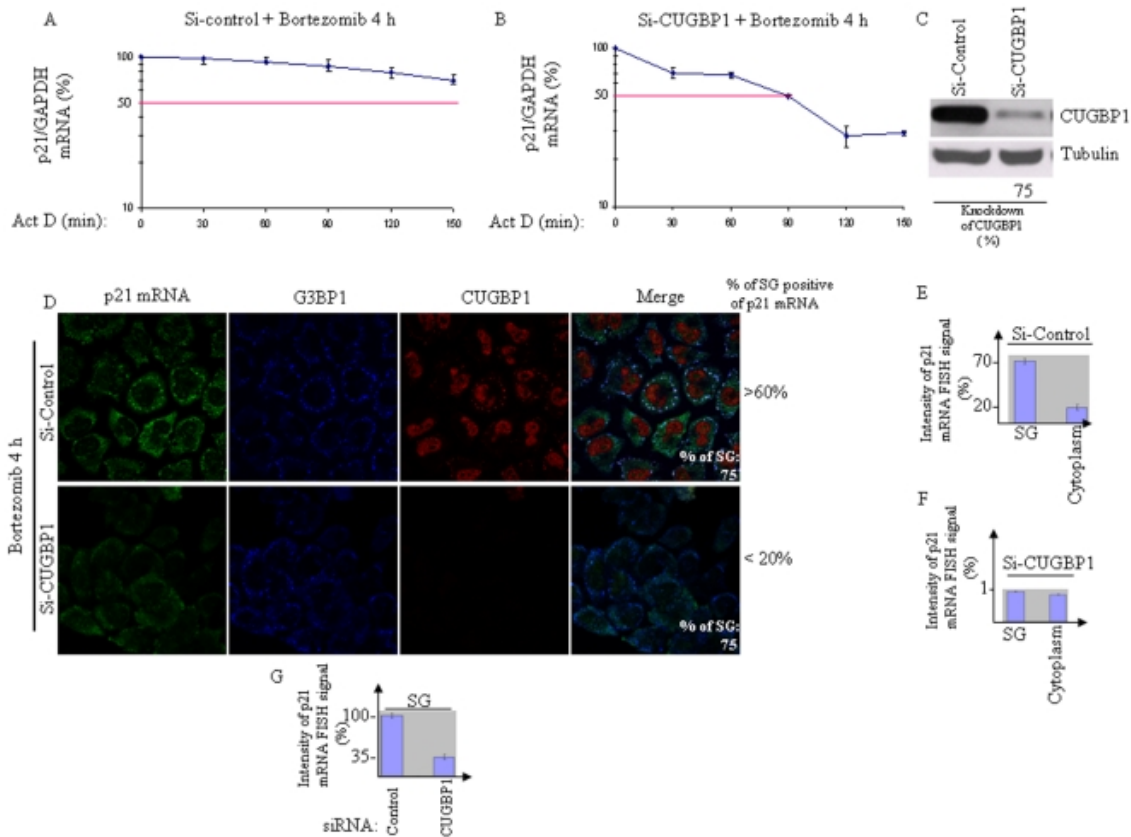 A
Si-control + Bortezomib 4 h
p21/GAPDH
mRNA (%)
100
50
10
0 30 60 90 120 150
Act D (min):
B
Si-CUGBP1 + Bortezomib 4 h
p21/GAPDH
mRNA (%)
100
50
10
0 30 60 90 120 150
Act D (min):
C
Si-Control
Si-CUGBP1
CUGBP1
Tubulin
75
Knockdown
of CUGBP1
(%)
D
p21 mRNA
G3BP1
CUGBP1
Merge
% of SG positive
of p21 mRNA
Bortezomib 4 h
Si-Control
% of SG:
75
>60%
Si-CUGBP1
% of SG:
75
< 20%
E
Si-Control
Intensity of p21
mRNA FISH signal
(%)
70
20
SG
Cytoplasm
F
Si-CUGBP1
Intensity of p21
mRNA FISH signal
(%)
1
SG
Cytoplasm
G
SG
Intensity of p21
mRNA FISH signal
(%)
100
35
siRNA:
Control
CUGBP1